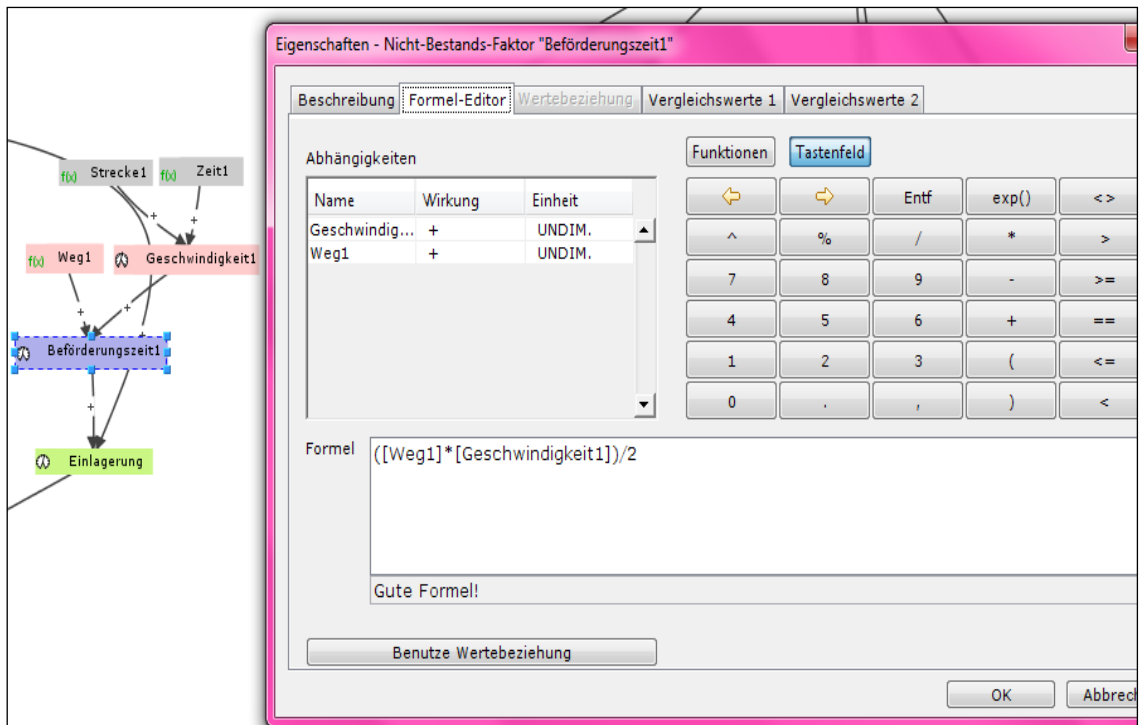 Eigenschaften - Nicht-Bestands-Faktor "Beförderungszeit1"
Beschreibung Formel-Editor Wertebeziehung Vergleichswerte 1 Vergleichswerte 2
Abhängigkeiten
Funktionen Tastenfeld
Name Wirkung Einheit
Geschwindig... + UNDIM.
Weg1 + UNDIM.
Entf exp() <>
^ % / * >
7 8 9 - >=
4 5 6 + ==
1 2 3 ( <=
0 . , ) <
Formel ([Weg1]*[Geschwindigkeit1])/2
Gute Formel!
Benutze Wertebeziehung
OK Abbrech
f(x) Strecke1 f(x) Zeit1
+ +
f(x) Weg1 Geschwindigkeit1
+ +
+
Beförderungszeit1
+
Einlagerung